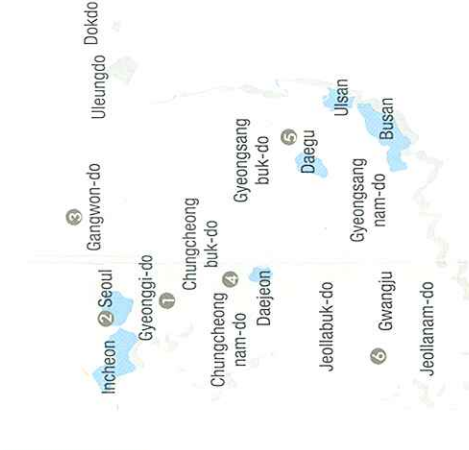 3
Gangwon-do
Uleungdo
Dokdo
Incheon
2 Seoul
Gyeonggi-do
1
Chungcheong
buk-do
Chungcheong
nam-do
4
Daejeon
Gyeongsang
buk-do
5
Daegu
Jeollabuk-do
Ulsan
Gyeongsang
nam-do
Busan
6
Gwangju
Jeollanam-do